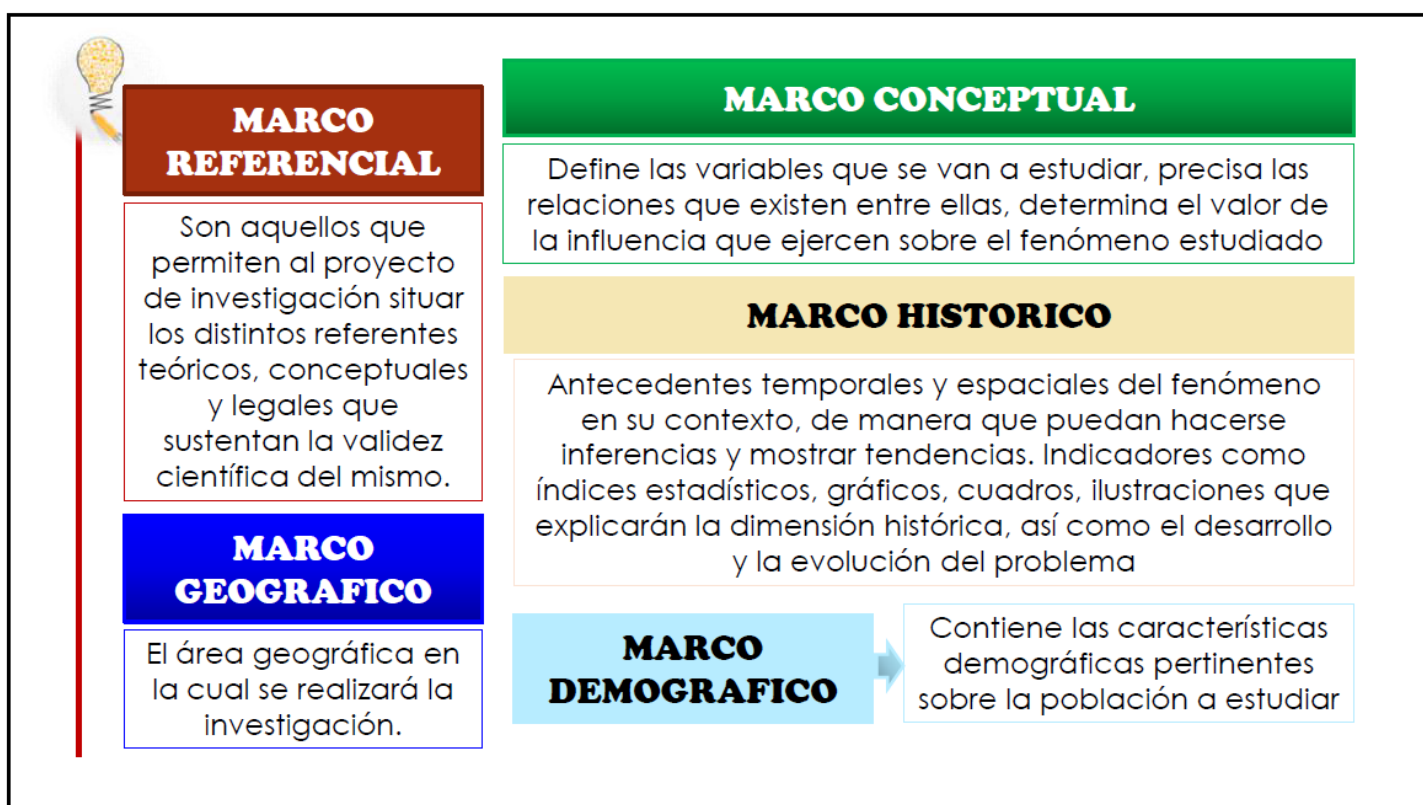 MARCO
REFERENCIAL
Son aquellos que
permiten al proyecto
de investigación situar
los distintos referentes
teóricos, conceptuales
y legales que
sustentan la validez
científica del mismo.
MARCO
GEOGRAFICO
El área geográfica en
la cual se realizará la
investigación.
MARCO CONCEPTUAL
Define las variables que se van a estudiar, precisa las
relaciones que existen entre ellas, determina el valor de
la influencia que ejercen sobre el fenómeno estudiado
MARCO HISTORICO
Antecedentes temporales y espaciales del fenómeno
en su contexto, de manera que puedan hacerse
inferencias y mostrar tendencias. Indicadores como
índices estadísticos, gráficos, cuadros, ilustraciones que
explicarán la dimensión histórica, así como el desarrollo
y la evolución del problema
MARCO
DEMOGRAFICO
Contiene las características
demográficas pertinentes
sobre la población a estudiar